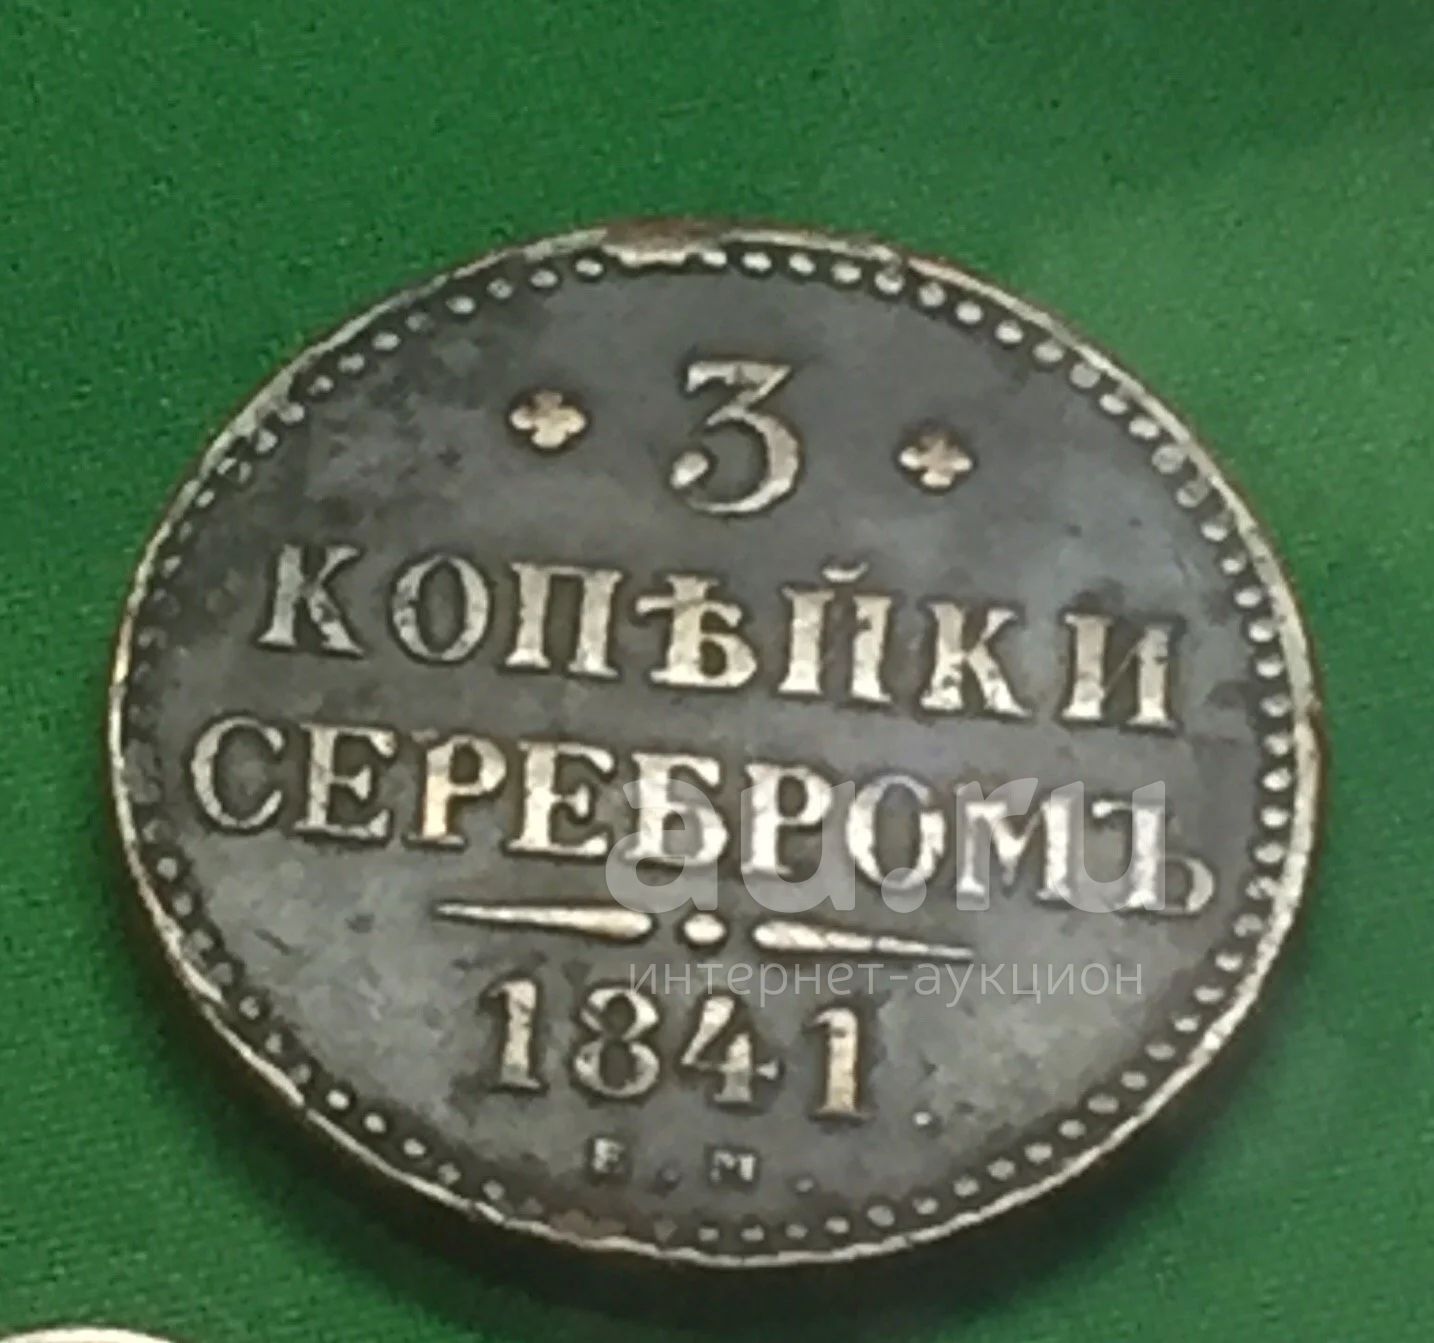 3
КОПѢЙКИ
СЕРЕБРОМЪ
au.ru
интернет-аукцион
1841.
Е.М.